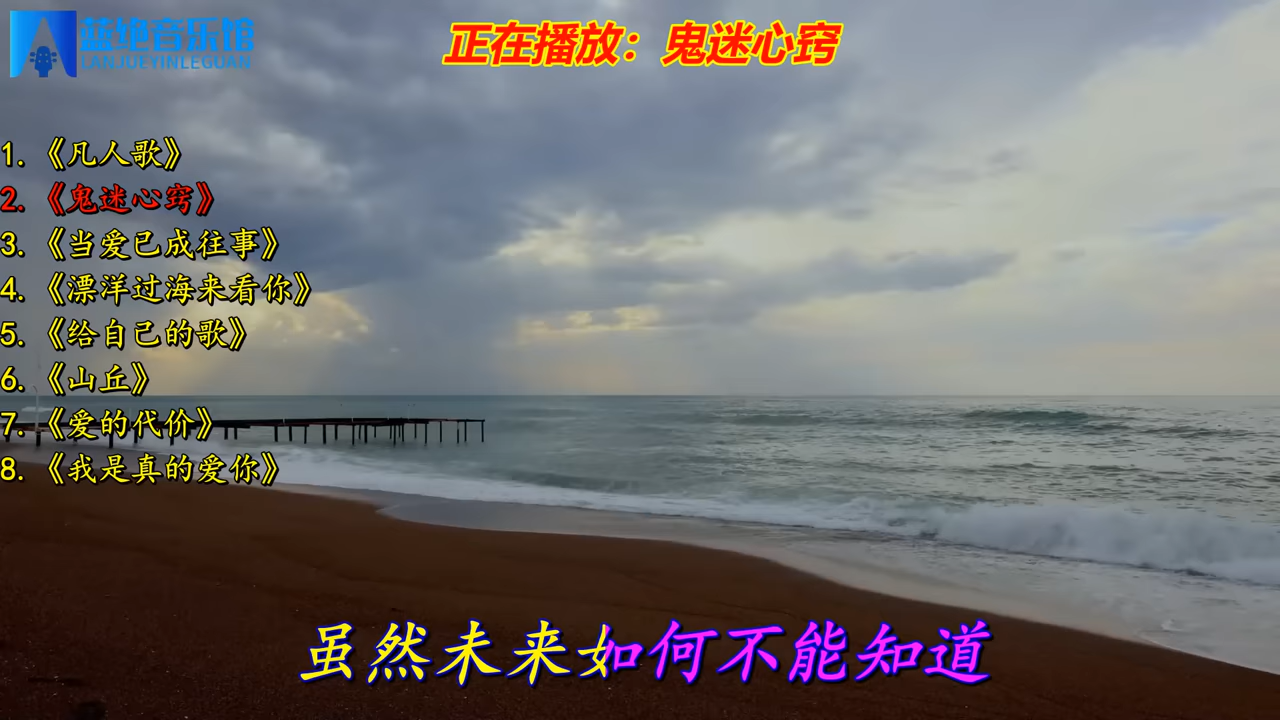 蓝绝音乐馆
LANJUEYINLEGUAN
正在播放：鬼迷心窍
1.《凡人歌》
2.《鬼迷心窍》
3.《当爱已成往事》
4.《漂洋过海来看你》
5.《给自己的歌》
6.《山丘》
7.《爱的代价》
8.《我是真的爱你》
虽然未来如何不能知道